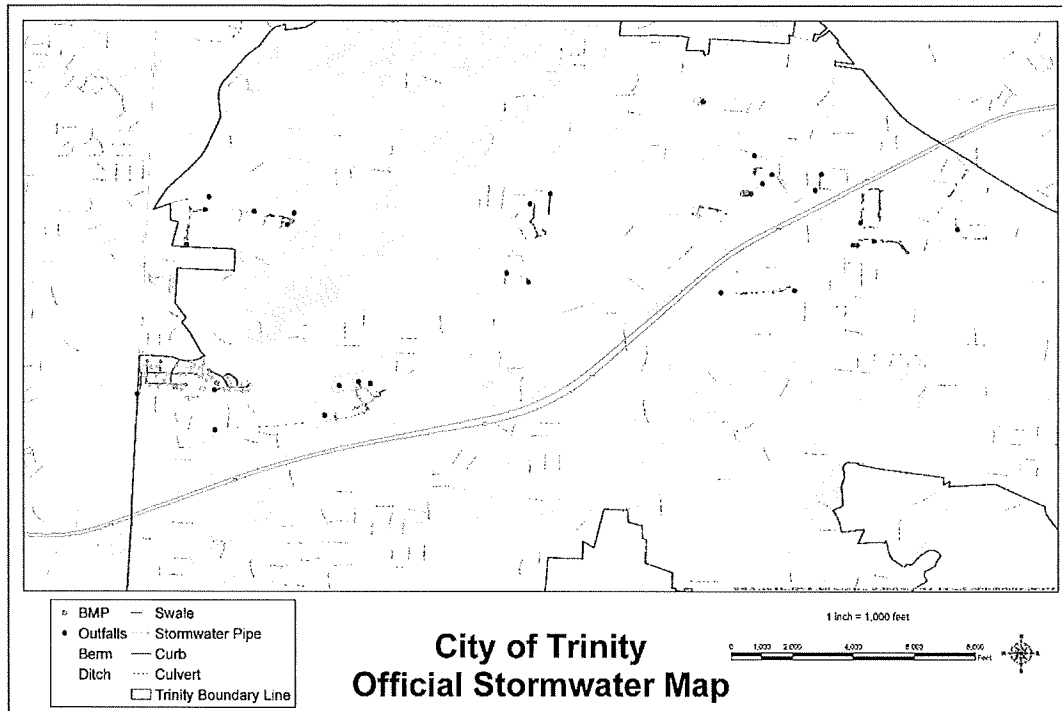 BMP
Swale
Outfalls
Stormwater Pipe
Berm
Curb
Ditch
Culvert
Trinity Boundary Line
City of Trinity
Official Stormwater Map
1 inch = 1,000 feet
0 1,000 2,000 4,000 6,000 8,000
Feet